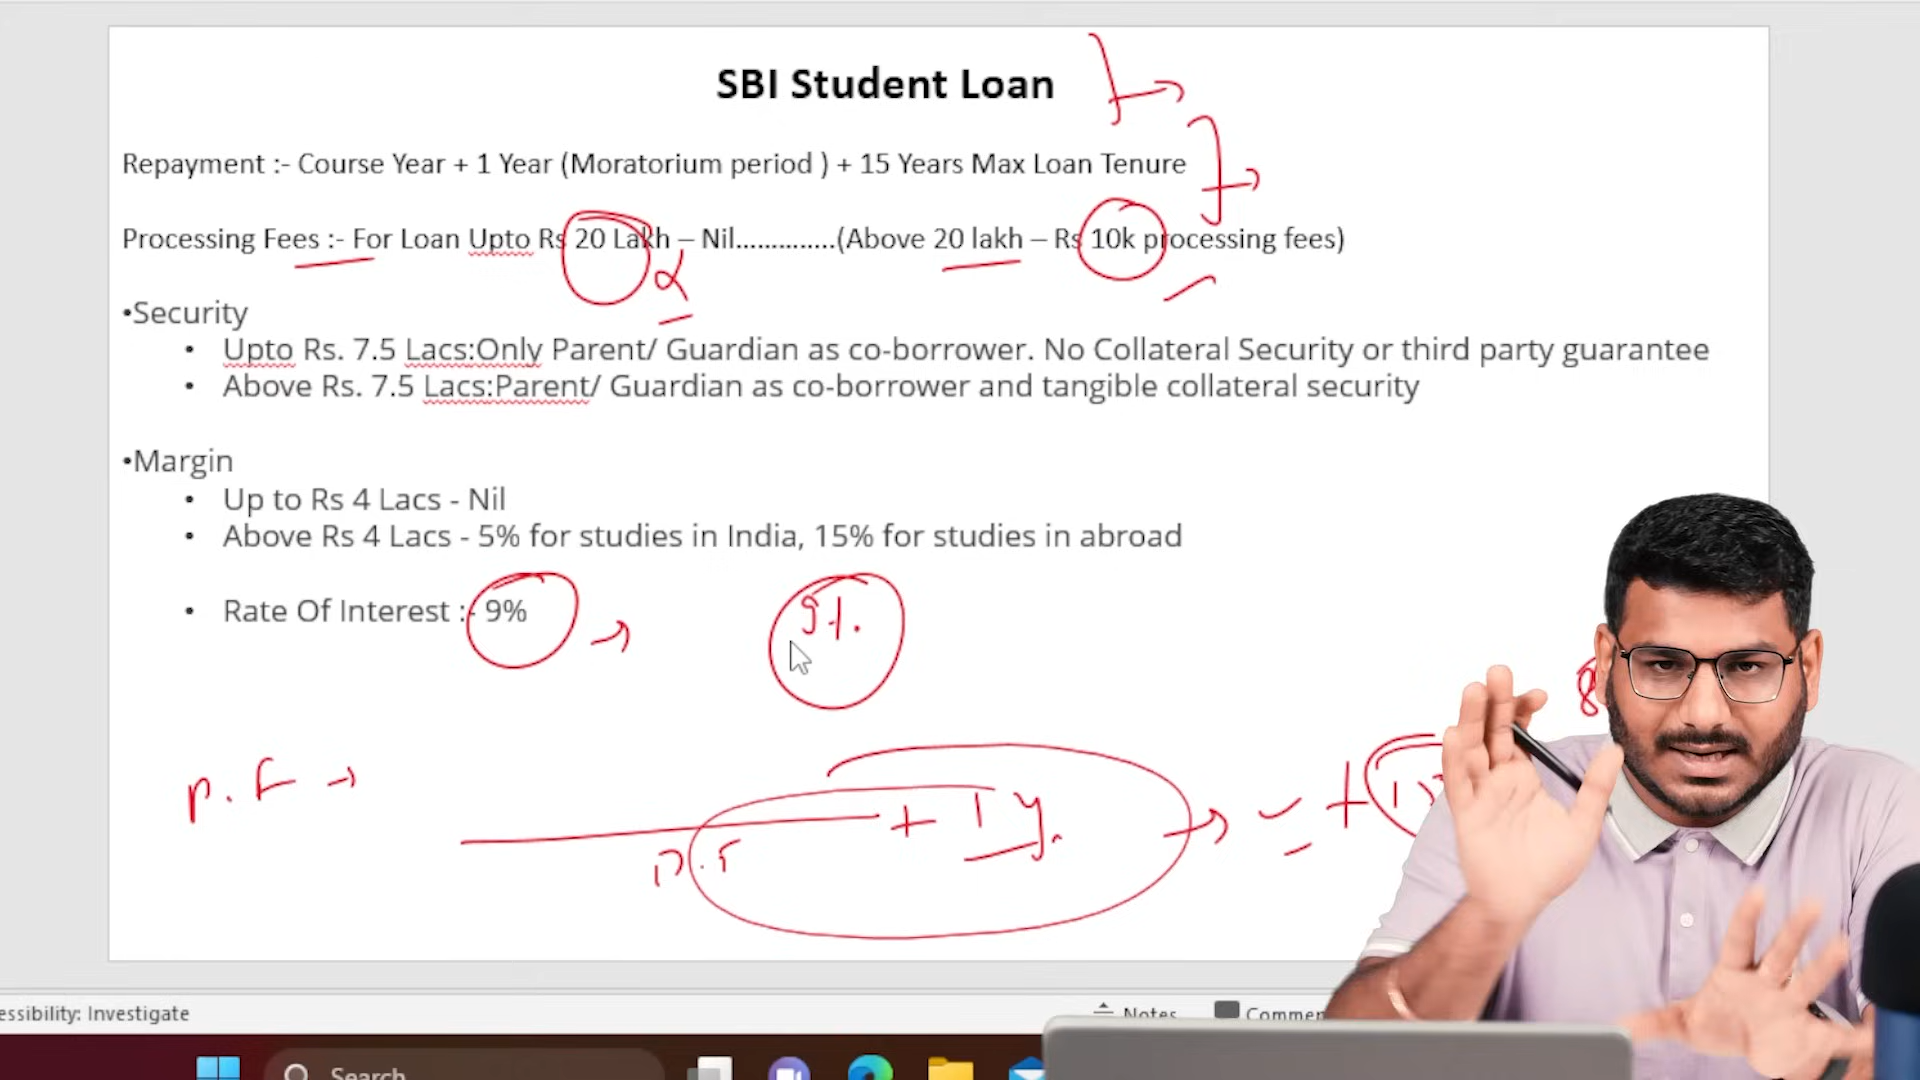 SBI Student Loan
Repayment :- Course Year + 1 Year (Moratorium period ) + 15 Years Max Loan Tenure
Processing Fees :- For Loan Upto Rs 20 Lakh – Nil..............(Above 20 lakh – Rs 10k processing fees)
•Security
• Upto Rs. 7.5 Lacs:Only Parent/ Guardian as co-borrower. No Collateral Security or third party guarantee
• Above Rs. 7.5 Lacs:Parent/ Guardian as co-borrower and tangible collateral security
•Margin
• Up to Rs 4 Lacs - Nil
• Above Rs 4 Lacs - 5% for studies in India, 15% for studies in abroad
• Rate Of Interest :- 9%
9%.
8
P.F →
+ 1 y.
essibility: Investigate
Notes
Commen
Search